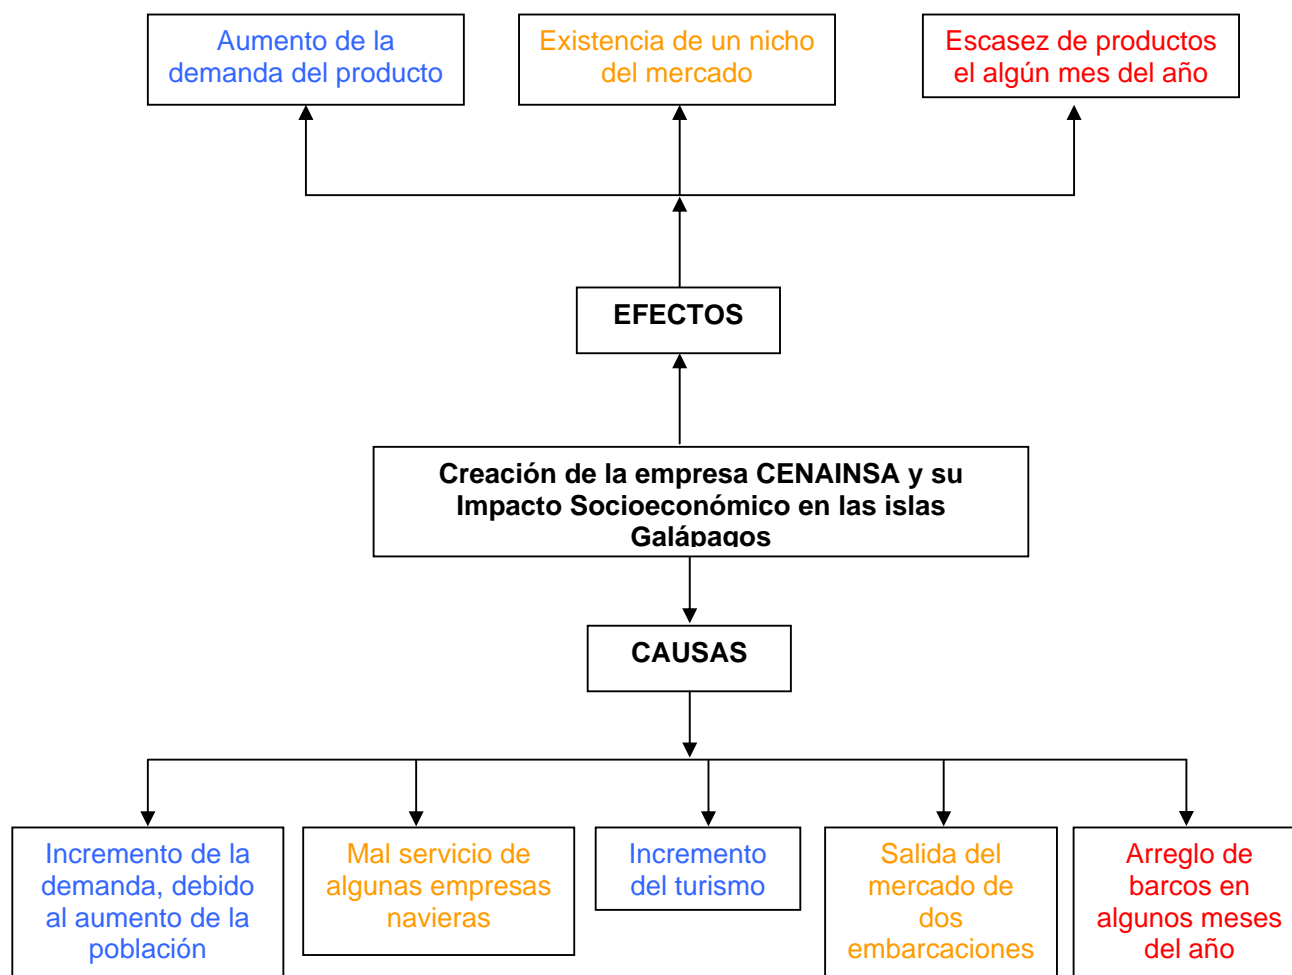 Aumento de la
demanda del producto
Existencia de un nicho
del mercado
Escasez de productos
el algún mes del año
EFECTOS
Creación de la empresa CENAINSA y su
Impacto Socioeconómico en las islas
Galápagos
CAUSAS
Incremento de la
demanda, debido
al aumento de la
población
Mal servicio de
algunas empresas
navieras
Incremento
del turismo
Salida del
mercado de
dos
embarcaciones
Arreglo de
barcos en
algunos meses
del año